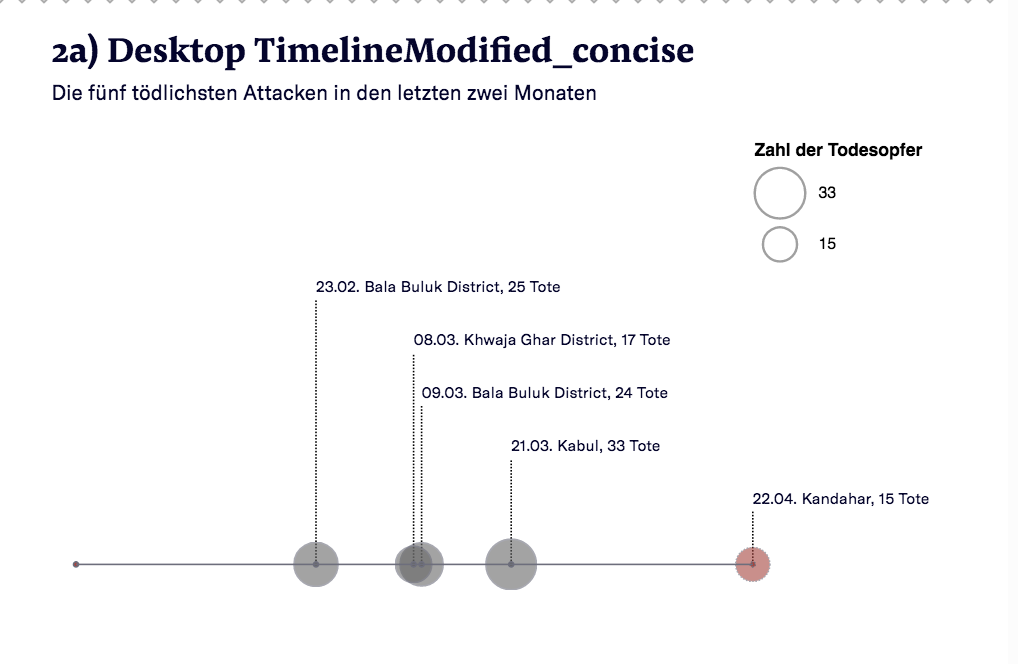 2a) Desktop TimelineModified_concise
Die fünf tödlichsten Attacken in den letzten zwei Monaten
Zahl der Todesopfer
33
15
23.02. Bala Buluk District, 25 Tote
08.03. Khwaja Ghar District, 17 Tote
09.03. Bala Buluk District, 24 Tote
21.03. Kabul, 33 Tote
22.04. Kandahar, 15 Tote